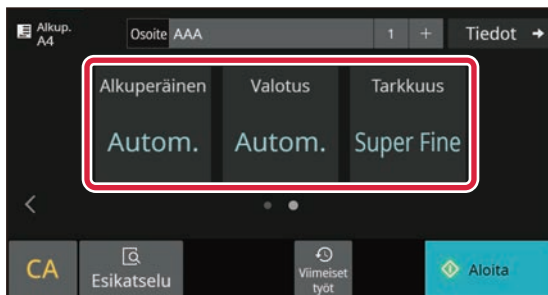 Alkup.
A4
Osoite AAA 1 + Tiedot
Alkuperäinen Valotus Tarkkuus
Autom. Autom. Super Fine
CA
Esikatselu
Viimeiset
työt
Aloita